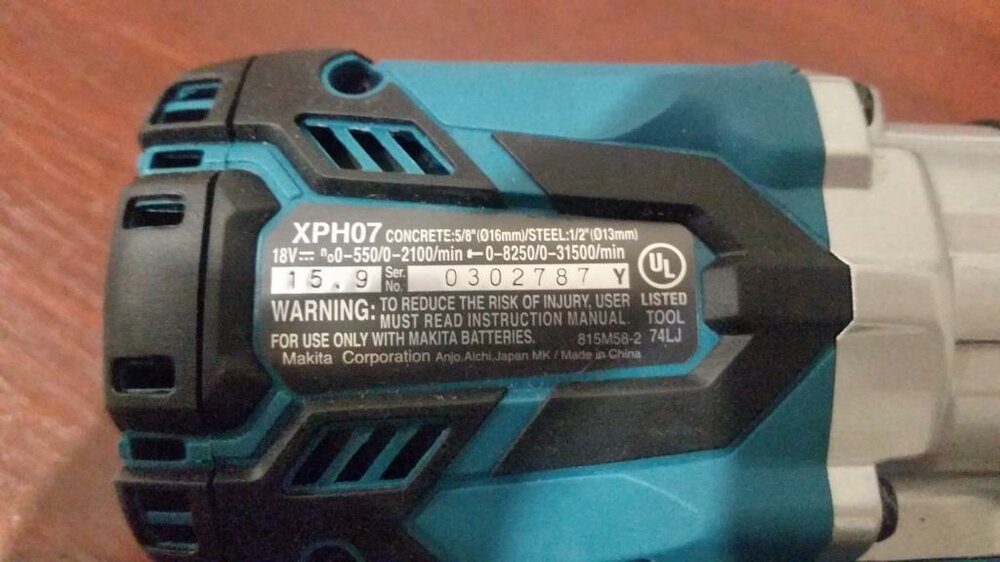 XPH07 CONCRETE:5/8"(Ø16mm)/STEEL:1/2"(Ø13mm)
18V⎓ n₀0-550/0-2100/min 0-8250/0-31500/min
15.9 Ser. No. 0302787 Y
WARNING: TO REDUCE THE RISK OF INJURY, USER
MUST READ INSTRUCTION MANUAL.
FOR USE ONLY WITH MAKITA BATTERIES. 815M58-2
Makita Corporation Anjo,Aichi,Japan MK / Made in China
UL
LISTED
TOOL
74LJ